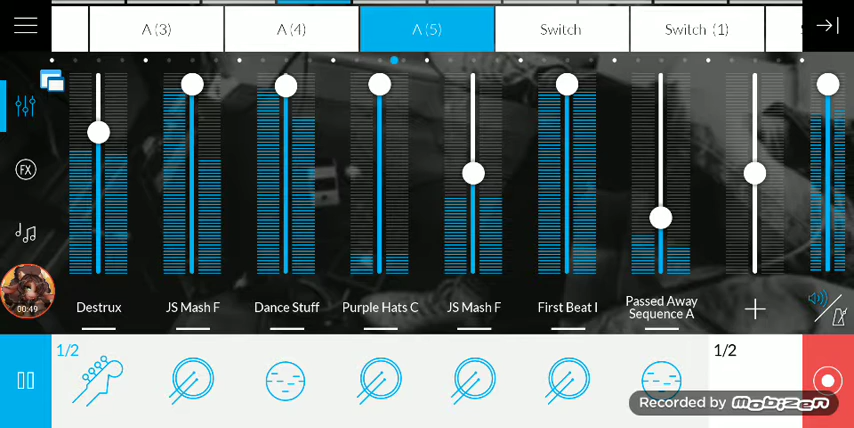 A (3)
A (4)
A (5)
Switch
Switch (1)
FX
00:49
Destrux
JS Mash F
Dance Stuff
Purple Hats C
JS Mash F
First Beat I
Passed Away
Sequence A
1/2
1/2
Recorded by mobizen